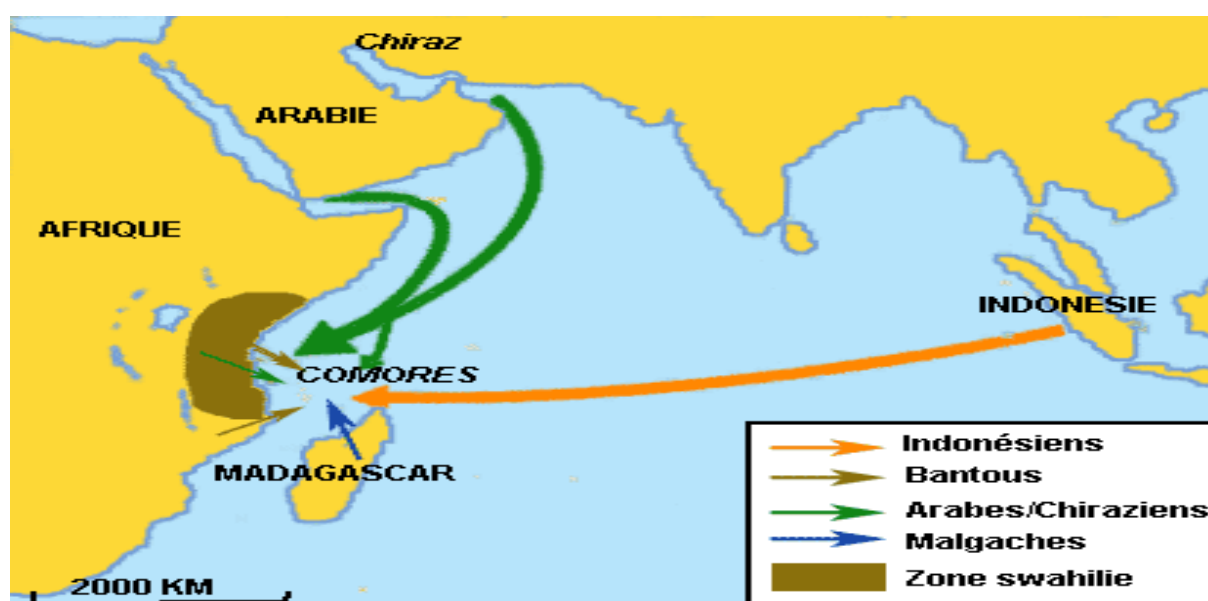 Chiraz
ARABIE
AFRIQUE
INDONESIE
COMORES
MADAGASCAR
2000 KM
Indonésiens
Bantous
Arabes/Chiraziens
Malgaches
Zone swahilie